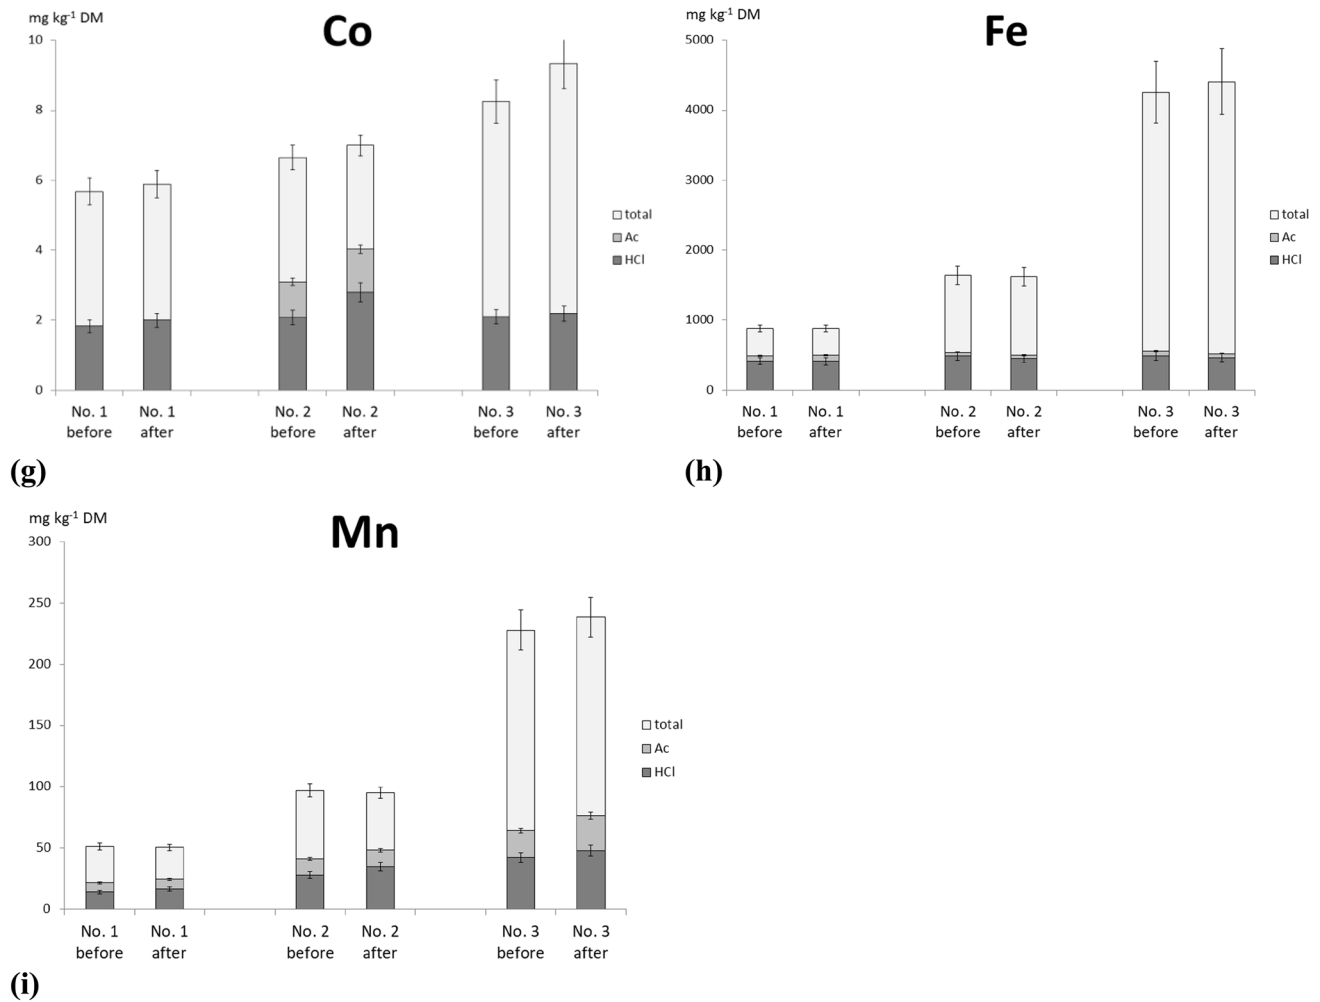 mg kg⁻¹ DM
Co
10
8
6
4
2
0
total
Ac
HCl
No. 1 before
No. 1 after
No. 2 before
No. 2 after
No. 3 before
No. 3 after
(g)
mg kg⁻¹ DM
Fe
5000
4000
3000
2000
1000
0
total
Ac
HCl
No. 1 before
No. 1 after
No. 2 before
No. 2 after
No. 3 before
No. 3 after
(h)
mg kg⁻¹ DM
Mn
300
250
200
150
100
50
0
total
Ac
HCl
No. 1 before
No. 1 after
No. 2 before
No. 2 after
No. 3 before
No. 3 after
(i)